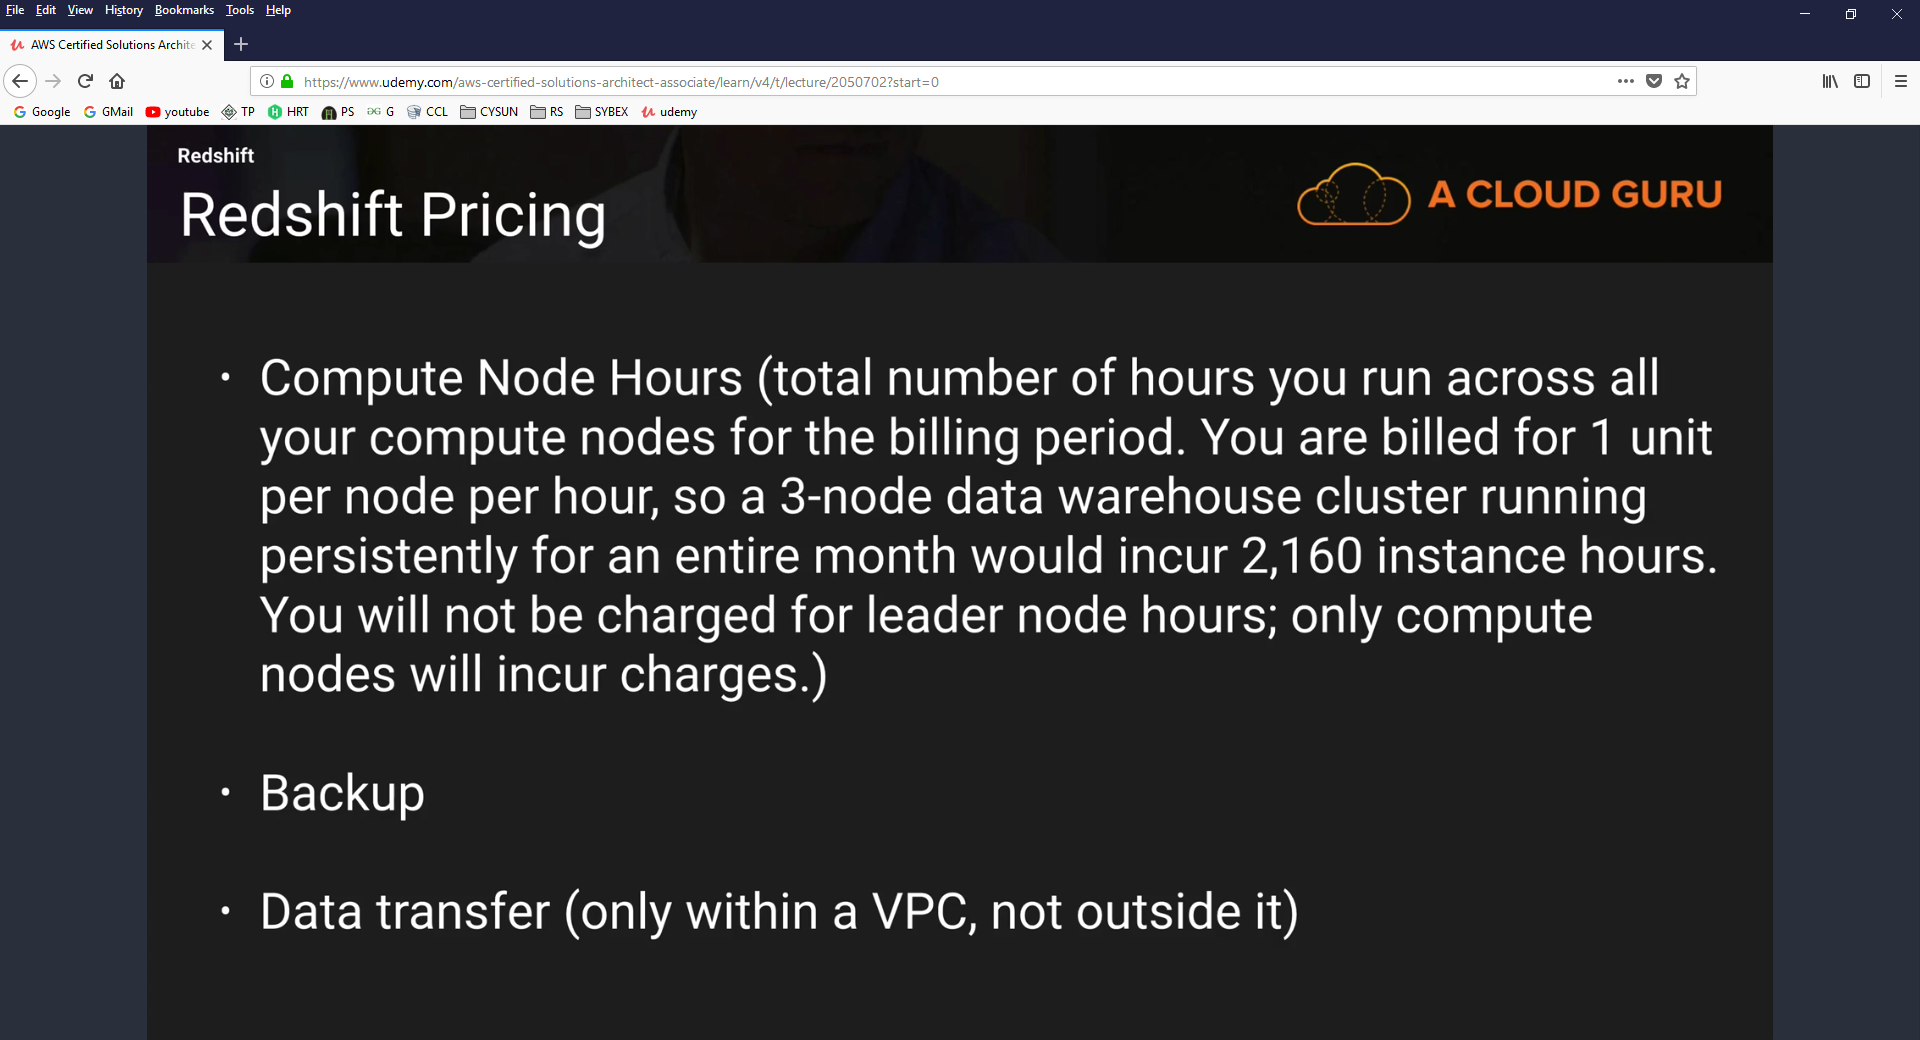 File Edit View History Bookmarks Tools Help
AWS Certified Solutions Archite
https://www.udemy.com/aws-certified-solutions-architect-associate/learn/v4/t/lecture/2050702?start=0
Google GMail youtube TP HRT PS G CCL CYSUN RS SYBEX udemy
Redshift
Redshift Pricing
A CLOUD GURU
• Compute Node Hours (total number of hours you run across all
your compute nodes for the billing period. You are billed for 1 unit
per node per hour, so a 3-node data warehouse cluster running
persistently for an entire month would incur 2,160 instance hours.
You will not be charged for leader node hours; only compute
nodes will incur charges.)
• Backup
• Data transfer (only within a VPC, not outside it)